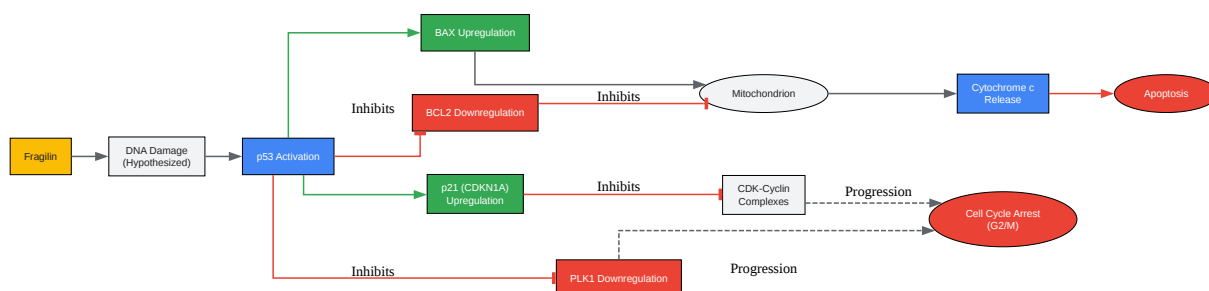 BAX Upregulation
Inhibits
BCL2 Downregulation
Inhibits
Mitochondrion
Cytochrome c
Release
Apoptosis
Fragilin
DNA Damage
(Hypothesized)
p53 Activation
p21 (CDKN1A)
Upregulation
Inhibits
CDK-Cyclin
Complexes
Progression
Cell Cycle Arrest
(G2/M)
Inhibits
PLK1 Downregulation
Progression